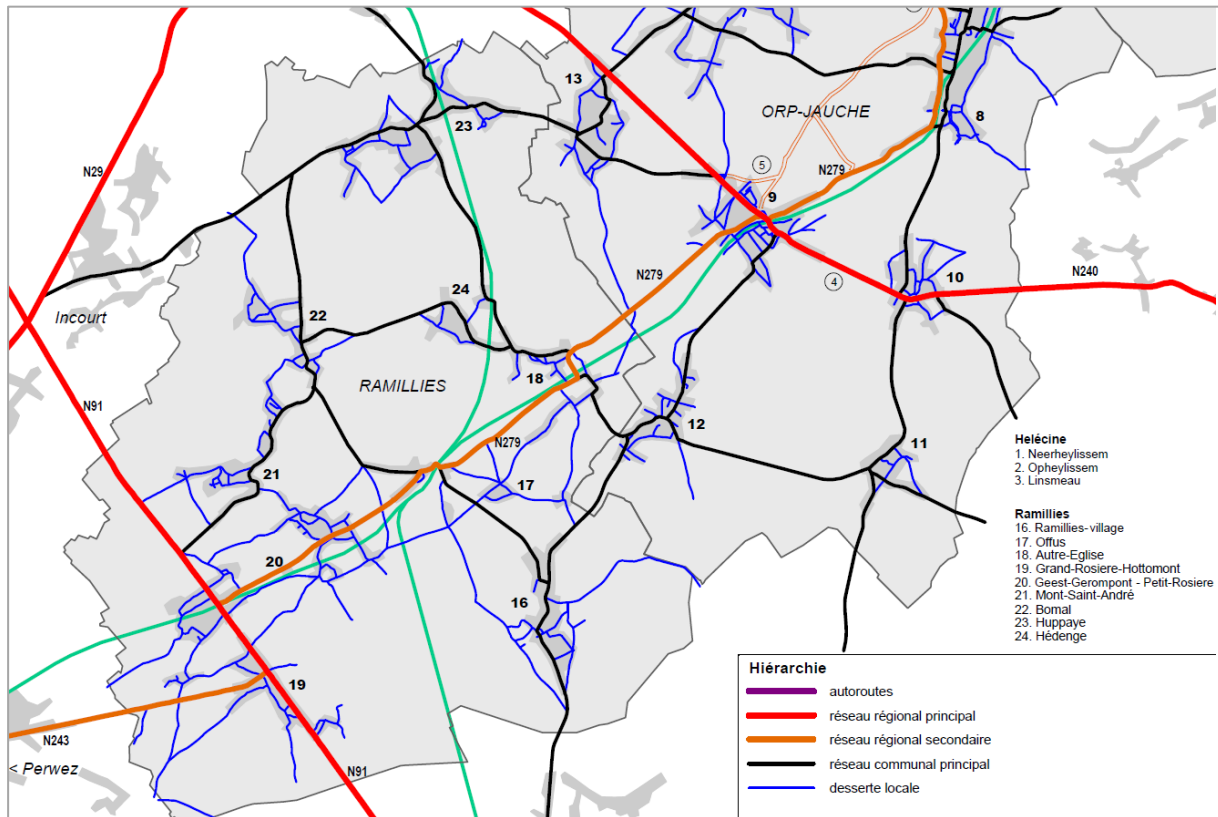 13
ORP-JAUCHE
8
23
N29
5
N279
9
N279
10
N240
4
24
22
Incourt
18
RAMILLIES
N91
N279
12
11
21
17
20
16
19
N243
< Perwez
N91
Helécine
1. Neerheylissem
2. Opheylissem
3. Linsmeau
Ramillies
16. Ramillies-village
17. Offus
18. Autre-Eglise
19. Grand-Rosiere-Hottomont
20. Geest-Gerompont - Petit-Rosiere
21. Mont-Saint-André
22. Bomal
23. Huppaye
24. Hédenge
Hiérarchie
autoroutes
réseau régional principal
réseau régional secondaire
réseau communal principal
desserte locale